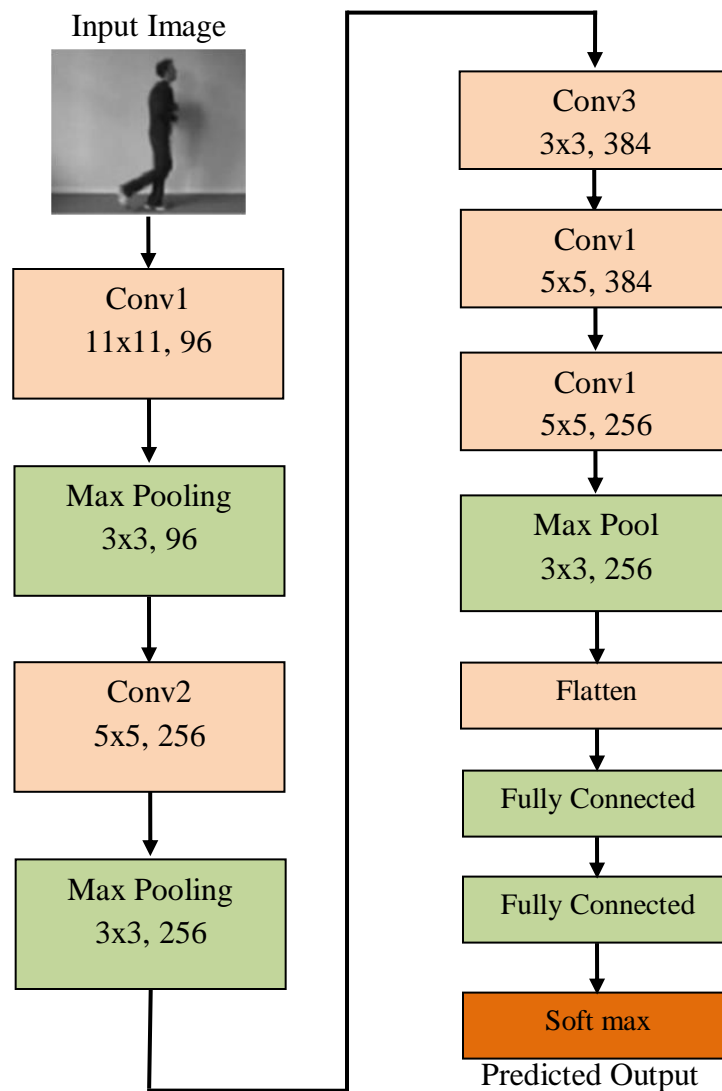 Input Image
Conv1
11x11, 96
Max Pooling
3x3, 96
Conv2
5x5, 256
Max Pooling
3x3, 256
Conv3
3x3, 384
Conv1
5x5, 384
Conv1
5x5, 256
Max Pool
3x3, 256
Flatten
Fully Connected
Fully Connected
Soft max
Predicted Output